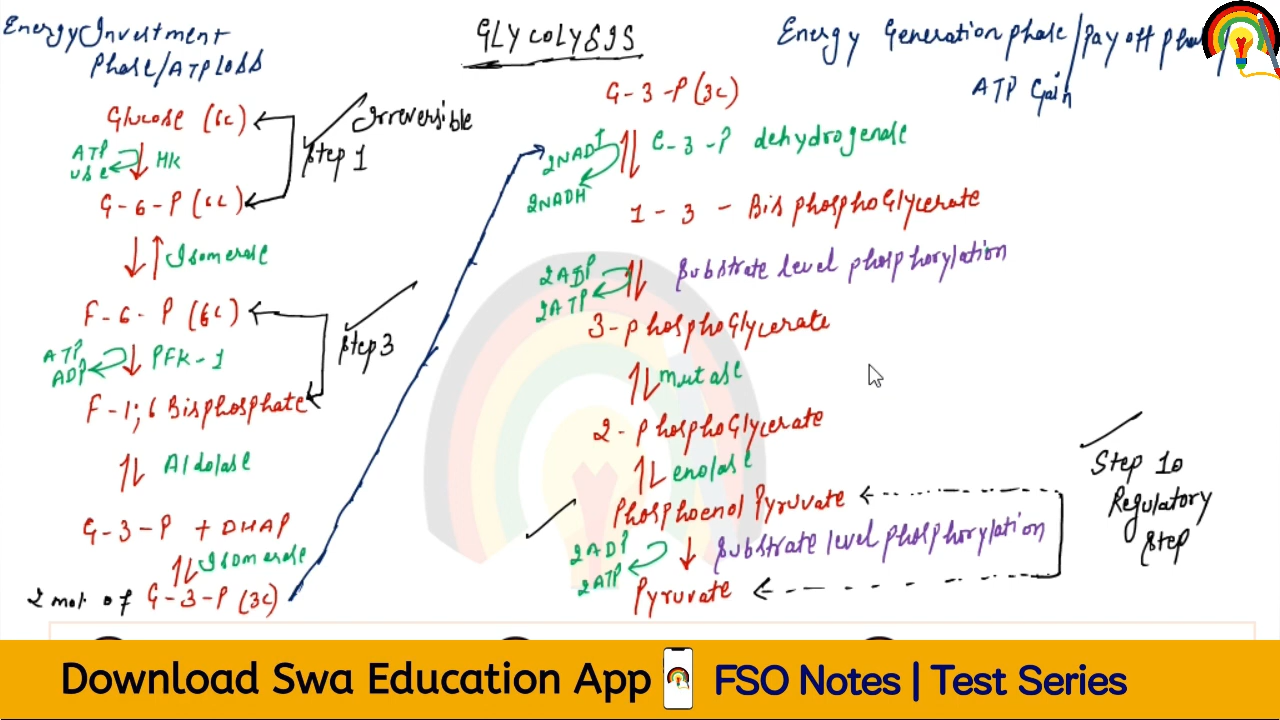 GLYCOLYSIS
Energy Investment
Phase/ATP Loss
Glucose (6C)
Irreversible
Step 1
ATP
use
HK
G-6-P (6C)
Isomerase
F-6-P (6C)
Step 3
ATP
ADP
PFK-1
F-1;6 Bisphosphate
Aldolase
G-3-P + DHAP
Isomerase
2 mol of G-3-P (3C)
Energy Generation phase/Pay off phase/
ATP Gain
G-3-P (3C)
2NAD+
2NADH
G-3-P dehydrogenase
1-3-BisphosphoGlycerate
2ADP
2ATP
Substrate level phosphorylation
3-phosphoGlycerate
mutase
2-PhosphoGlycerate
enolase
Phosphoenol Pyruvate
2ADP
2ATP
Substrate level phosphorylation
Pyruvate
Step 10
Regulatory
Step
Download Swa Education App
FSO Notes | Test Series